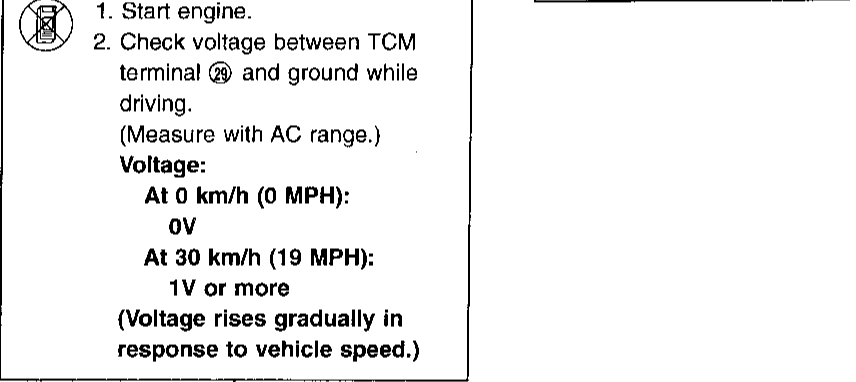 1. Start engine.
2. Check voltage between TCM
terminal ㉙ and ground while
driving.
(Measure with AC range.)
Voltage:
At 0 km/h (0 MPH):
0V
At 30 km/h (19 MPH):
1V or more
(Voltage rises gradually in
response to vehicle speed.)